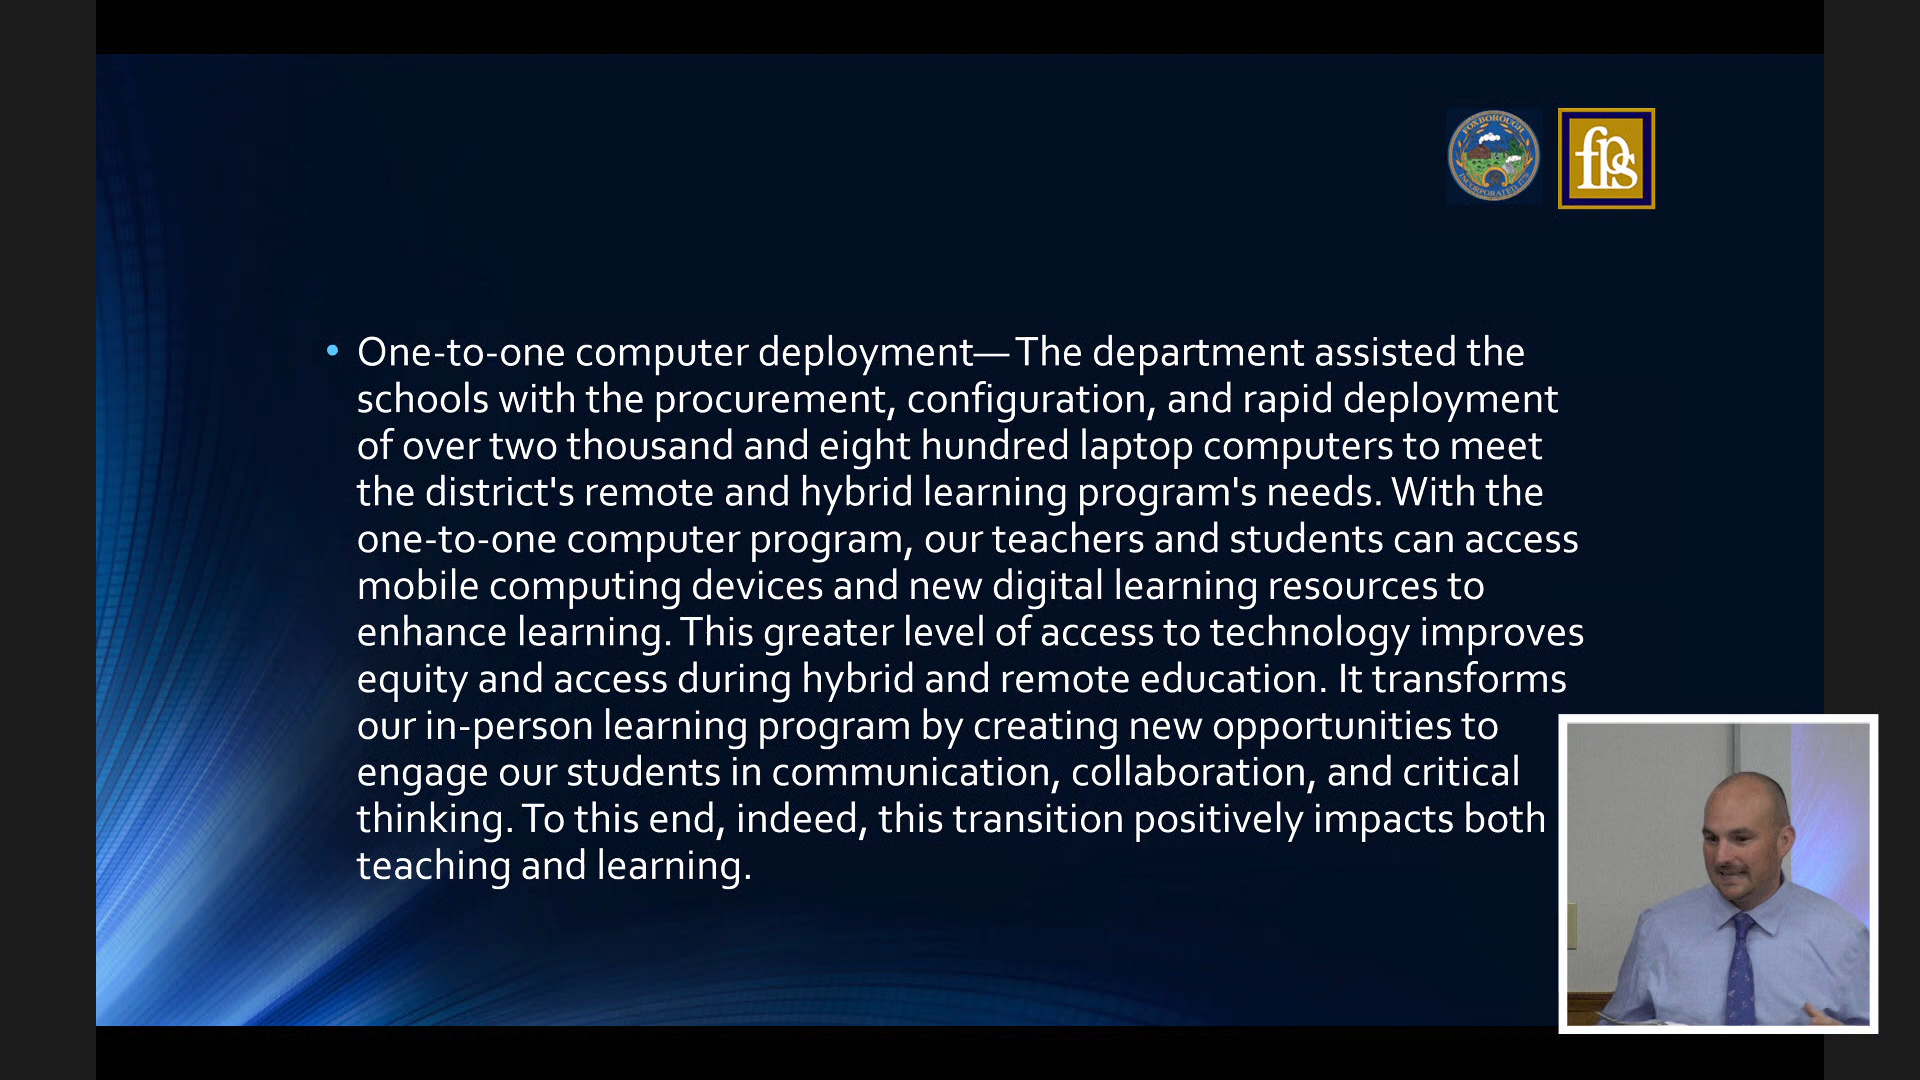 FOXBOROUGH
INCORPORATED 1778
fps
• One-to-one computer deployment— The department assisted the
schools with the procurement, configuration, and rapid deployment
of over two thousand and eight hundred laptop computers to meet
the district's remote and hybrid learning program's needs. With the
one-to-one computer program, our teachers and students can access
mobile computing devices and new digital learning resources to
enhance learning. This greater level of access to technology improves
equity and access during hybrid and remote education. It transforms
our in-person learning program by creating new opportunities to
engage our students in communication, collaboration, and critical
thinking. To this end, indeed, this transition positively impacts both
teaching and learning.